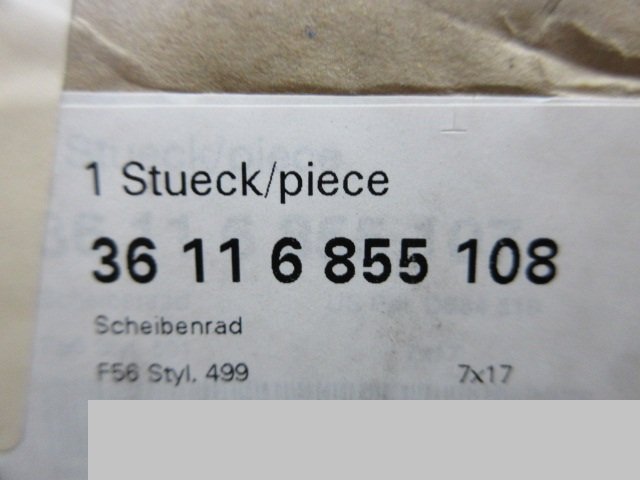 1 Stueck/piece
36 11 6 855 108
Scheibenrad
F56 Styl. 499 7x17